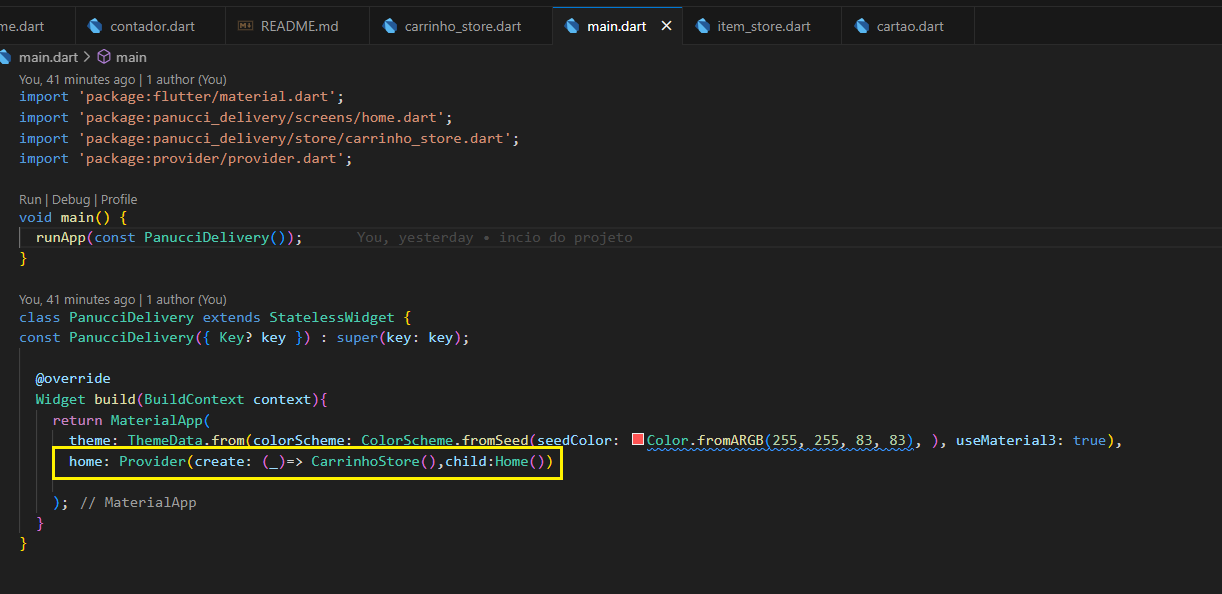 me.dart contador.dart README.md carrinho_store.dart main.dart item_store.dart cartao.dart
main.dart > main
You, 41 minutes ago | 1 author (You)
import 'package:flutter/material.dart';
import 'package:panucci_delivery/screens/home.dart';
import 'package:panucci_delivery/store/carrinho_store.dart';
import 'package:provider/provider.dart';
Run | Debug | Profile
void main() {
runApp(const PanucciDelivery()); You, yesterday • incio do projeto
}
You, 41 minutes ago | 1 author (You)
class PanucciDelivery extends StatelessWidget {
const PanucciDelivery({ Key? key }) : super(key: key);
@override
Widget build(BuildContext context){
return MaterialApp(
theme: ThemeData.from(colorScheme: ColorScheme.fromSeed(seedColor: Color.fromARGB(255, 255, 83, 83), ), useMaterial3: true),
home: Provider(create: (_)=> CarrinhoStore(),child:Home())
); // MaterialApp
}
}